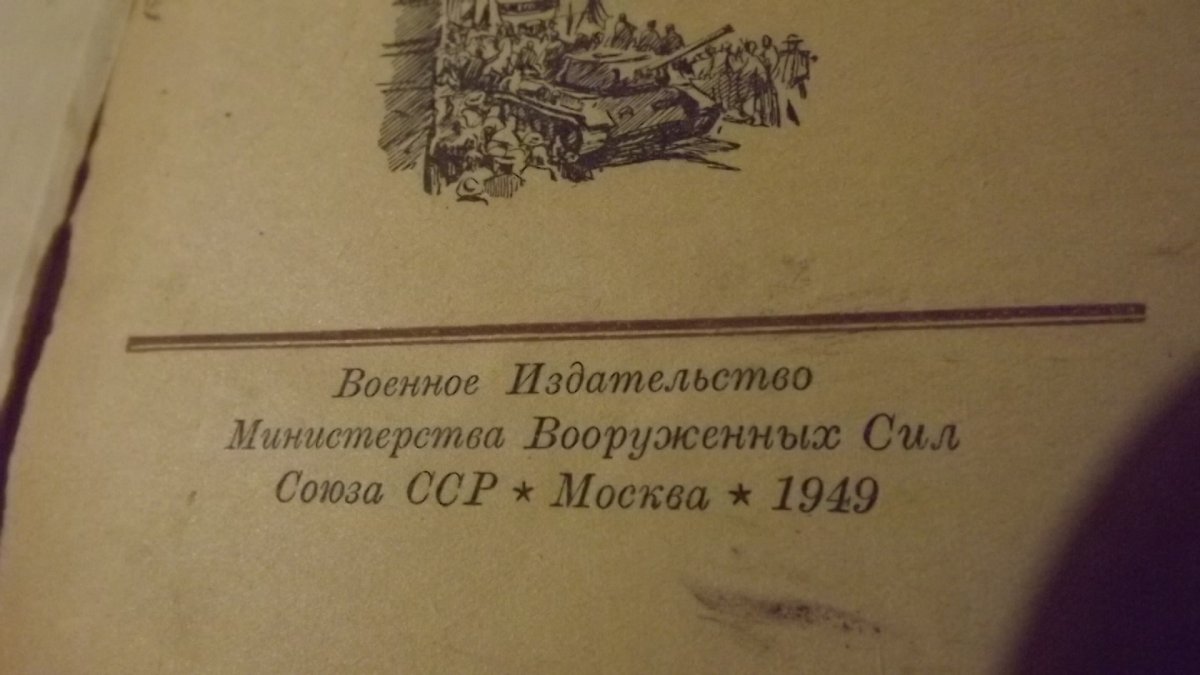 Военное Издательство
Министерства Вооруженных Сил
Союза ССР ★ Москва ★ 1949